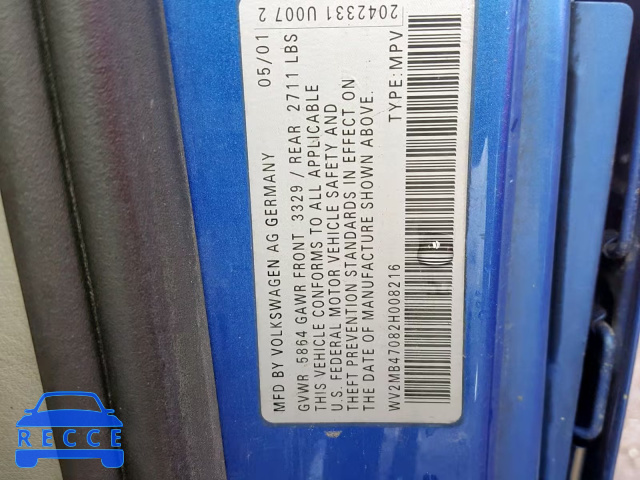 2042331 U007 2
MFD BY VOLKSWAGEN AG GERMANY 05/01
GVWR 5864 GAWR FRONT 3329 / REAR 2711 LBS
THIS VEHICLE CONFORMS TO ALL APPLICABLE
U.S. FEDERAL MOTOR VEHICLE SAFETY AND
THEFT PREVENTION STANDARDS IN EFFECT ON
THE DATE OF MANUFACTURE SHOWN ABOVE.
WV2MB47082H008216 TYPE:MPV
RECCE